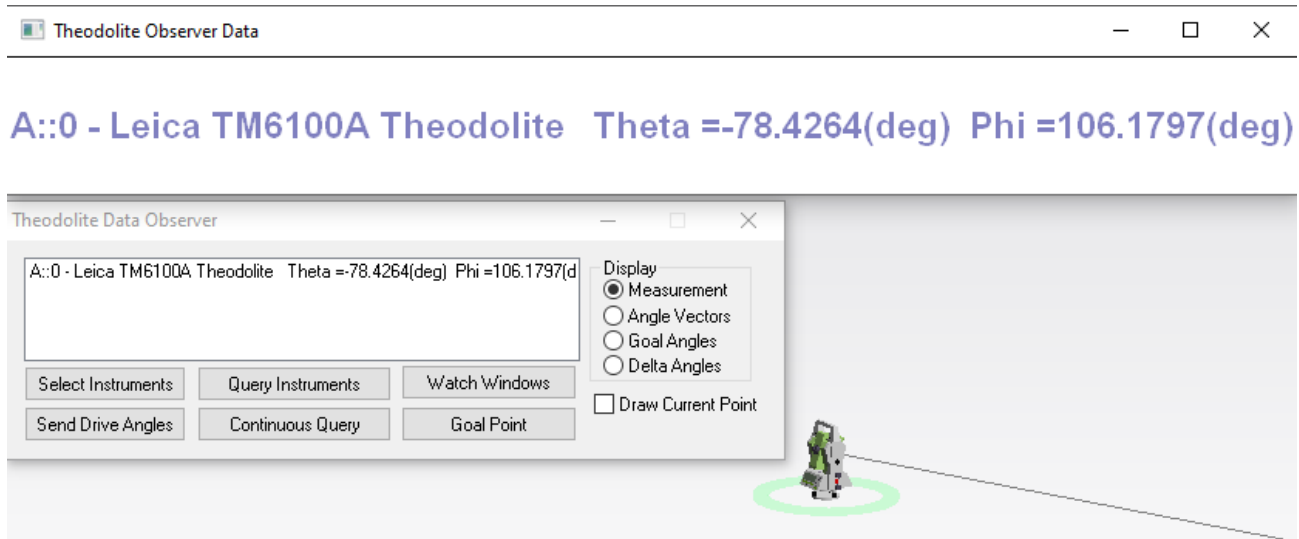 Theodolite Observer Data
A::0 - Leica TM6100A Theodolite Theta =-78.4264(deg) Phi =106.1797(deg)
Theodolite Data Observer
A::0 - Leica TM6100A Theodolite Theta =-78.4264(deg) Phi =106.1797(d
Display
Measurement
Angle Vectors
Goal Angles
Delta Angles
Select Instruments Query Instruments Watch Windows
Draw Current Point
Send Drive Angles Continuous Query Goal Point